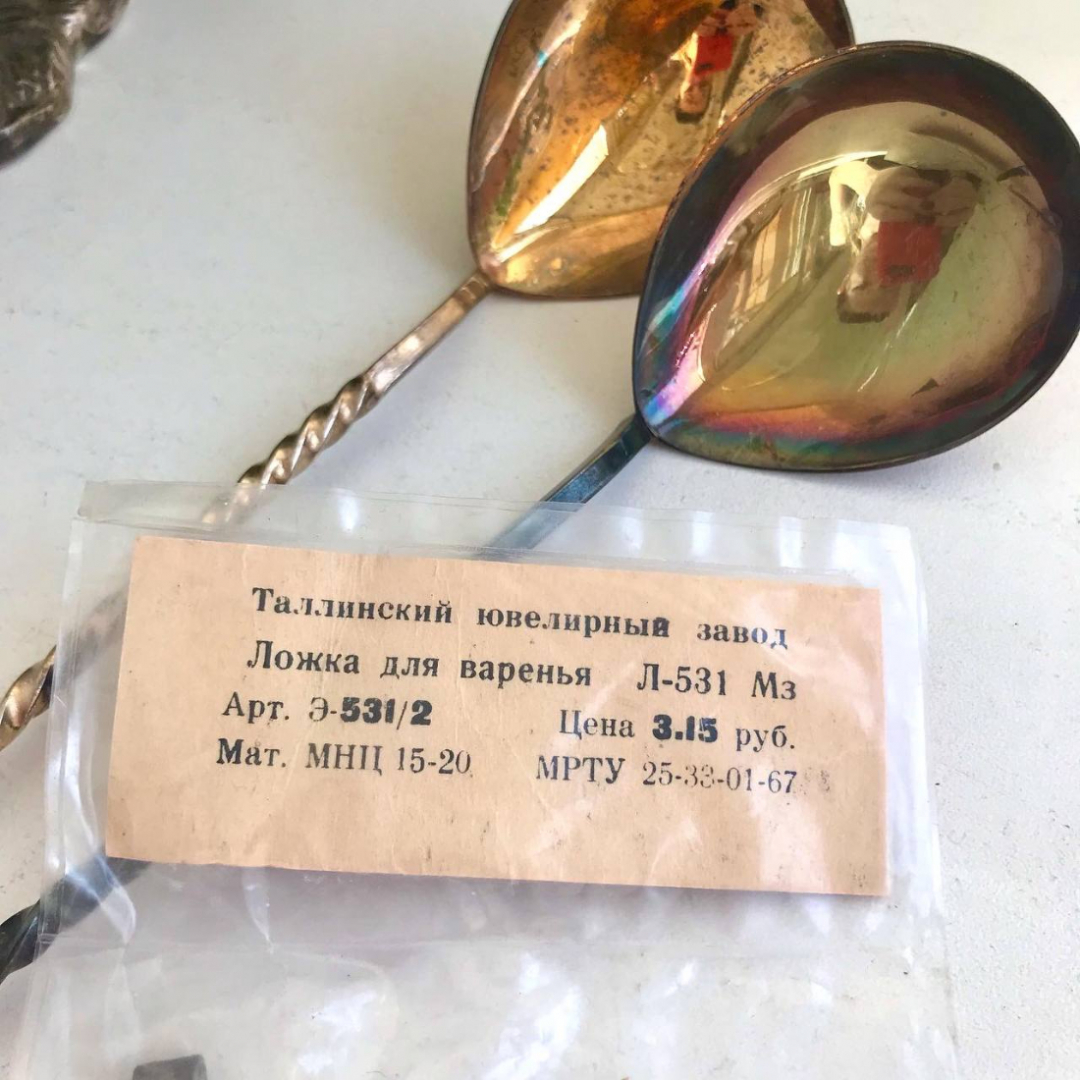 Таллинский ювелирный завод
Ложка для варенья Л-531 Мз
Арт. Э-531/2 Цена 3.15 руб.
Мат. МНЦ 15-20 МРТУ 25-33-01-67